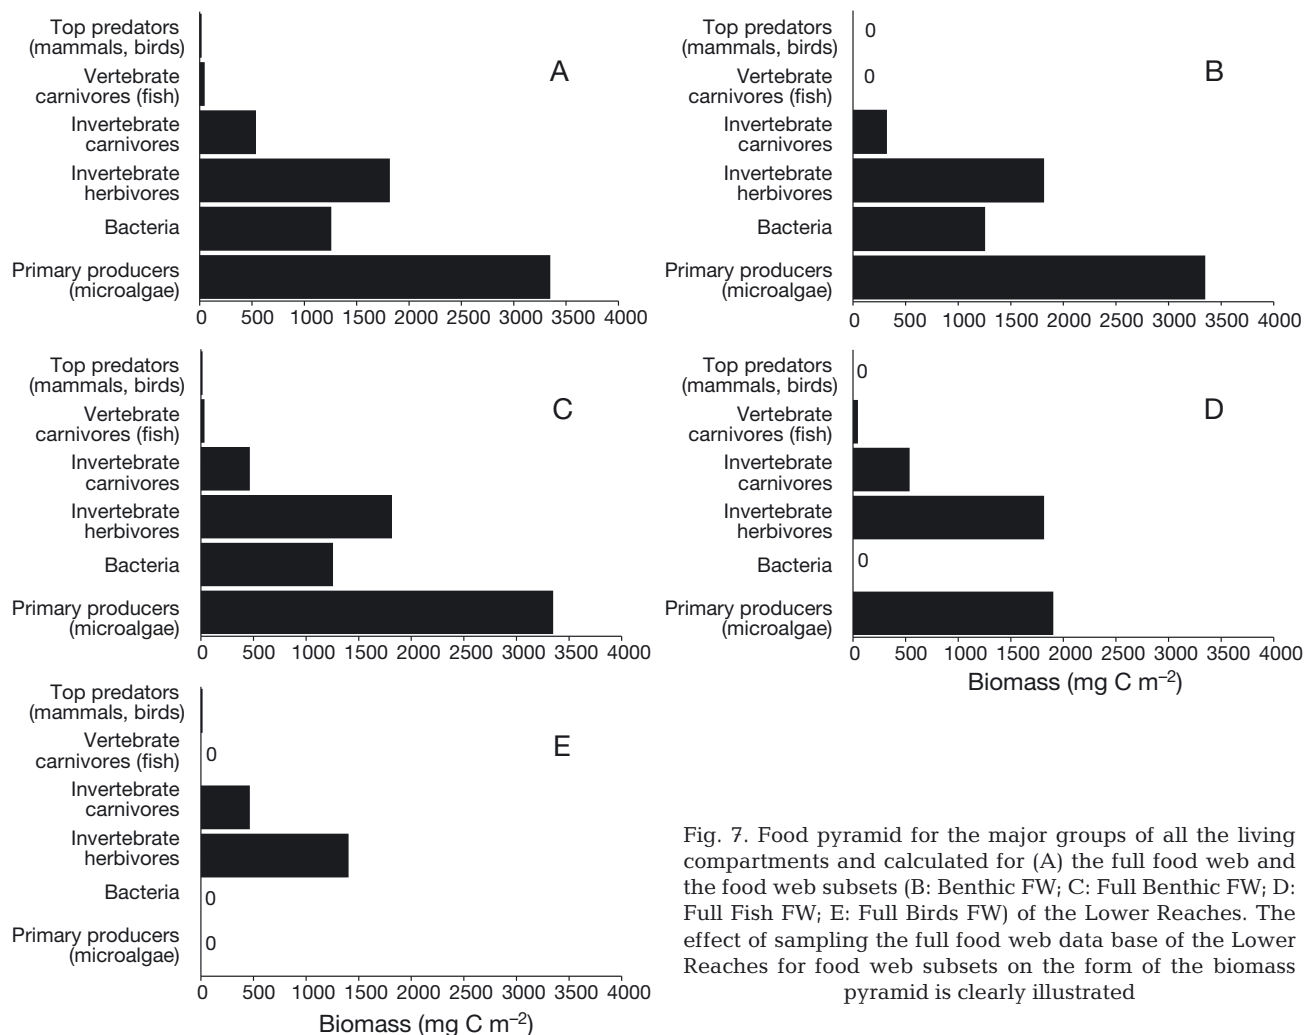 Top predators
(mammals, birds)
Vertebrate
carnivores (fish)
Invertebrate
carnivores
Invertebrate
herbivores
Bacteria
Primary producers
(microalgae)
A
0 500 1000 1500 2000 2500 3000 3500 4000
Top predators
(mammals, birds)
0
Vertebrate
carnivores (fish)
0
Invertebrate
carnivores
Invertebrate
herbivores
Bacteria
Primary producers
(microalgae)
B
0 500 1000 1500 2000 2500 3000 3500 4000
Top predators
(mammals, birds)
Vertebrate
carnivores (fish)
Invertebrate
carnivores
Invertebrate
herbivores
Bacteria
Primary producers
(microalgae)
C
0 500 1000 1500 2000 2500 3000 3500 4000
Top predators
(mammals, birds)
0
Vertebrate
carnivores (fish)
Invertebrate
carnivores
Invertebrate
herbivores
Bacteria
0
Primary producers
(microalgae)
D
0 500 1000 1500 2000 2500 3000 3500 4000
Biomass (mg C m–2)
Top predators
(mammals, birds)
Vertebrate
carnivores (fish)
0
Invertebrate
carnivores
Invertebrate
herbivores
Bacteria
0
Primary producers
(microalgae)
0
E
0 500 1000 1500 2000 2500 3000 3500 4000
Biomass (mg C m–2)
Fig. 7. Food pyramid for the major groups of all the living
compartments and calculated for (A) the full food web and
the food web subsets (B: Benthic FW; C: Full Benthic FW; D:
Full Fish FW; E: Full Birds FW) of the Lower Reaches. The
effect of sampling the full food web data base of the Lower
Reaches for food web subsets on the form of the biomass
pyramid is clearly illustrated